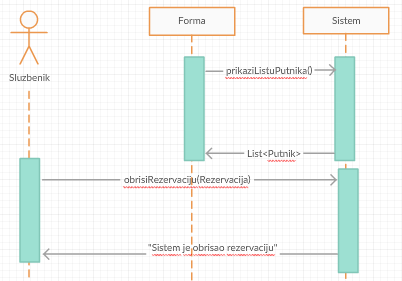 Forma
Sistem
Sluzbenik
prikaziListuPutnika()
List<Putnik>
obrisiRezervaciju(Rezervacija)
"Sistem je obrisao rezervaciju"